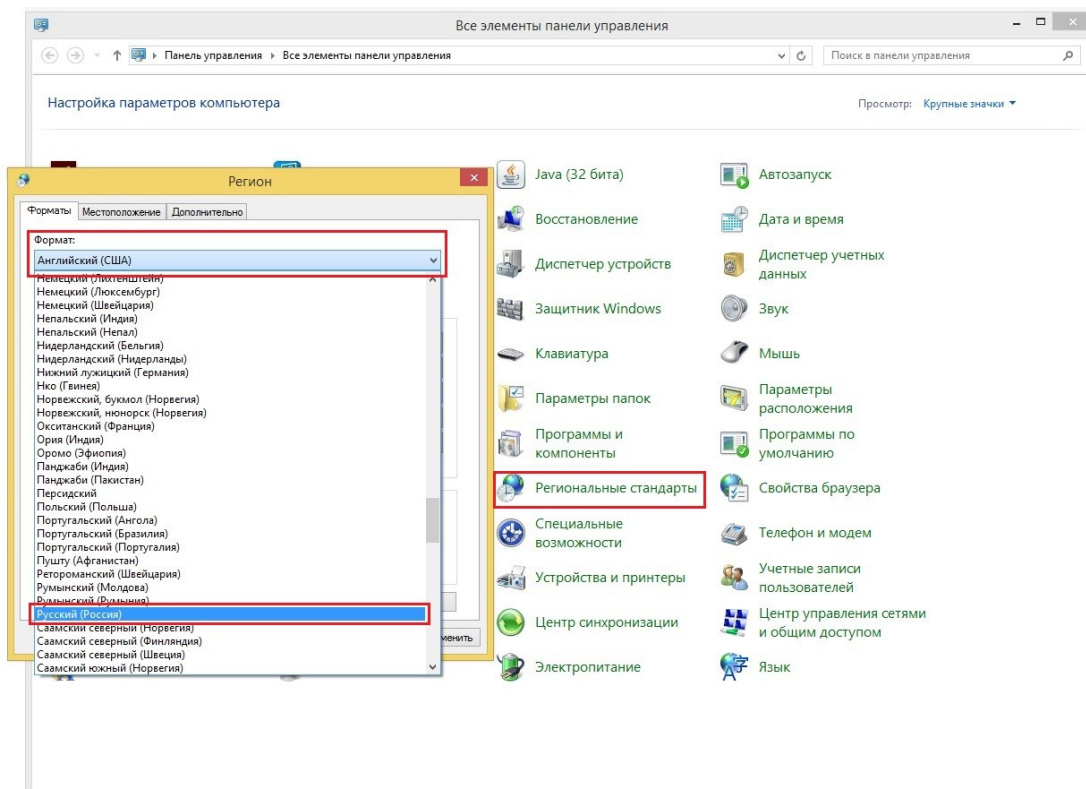 Все элементы панели управления
Панель управления
Все элементы панели управления
Поиск в панели управления
Настройка параметров компьютера
Просмотр: Крупные значки
Регион
Форматы
Местоположение
Дополнительно
Формат:
Английский (США)
Немецкий (Лихтенштейн)
Немецкий (Люксембург)
Немецкий (Швейцария)
Непальский (Индия)
Непальский (Непал)
Нидерландский (Бельгия)
Нидерландский (Нидерланды)
Нижний лужицкий (Германия)
Нко (Гвинея)
Норвежский, букмол (Норвегия)
Норвежский, нюнорск (Норвегия)
Окситанский (Франция)
Ория (Индия)
Оромо (Эфиопия)
Панджаби (Индия)
Панджаби (Пакистан)
Персидский
Польский (Польша)
Португальский (Ангола)
Португальский (Бразилия)
Португальский (Португалия)
Пушту (Афганистан)
Ретороманский (Швейцария)
Румынский (Молдова)
Румынский (Румыния)
Русский (Россия)
Саамский северный (Норвегия)
Саамский северный (Финляндия)
Саамский северный (Швеция)
Саамский южный (Норвегия)
Java (32 бита)
Автозапуск
Восстановление
Дата и время
Диспетчер устройств
Диспетчер учетных
данных
Защитник Windows
Звук
Клавиатура
Мышь
Параметры папок
Параметры
расположения
Программы и
компоненты
Программы по
умолчанию
Региональные стандарты
Свойства браузера
Специальные
возможности
Телефон и модем
Устройства и принтеры
Учетные записи
пользователей
Центр синхронизации
Центр управления сетями
и общим доступом
Электропитание
Язык